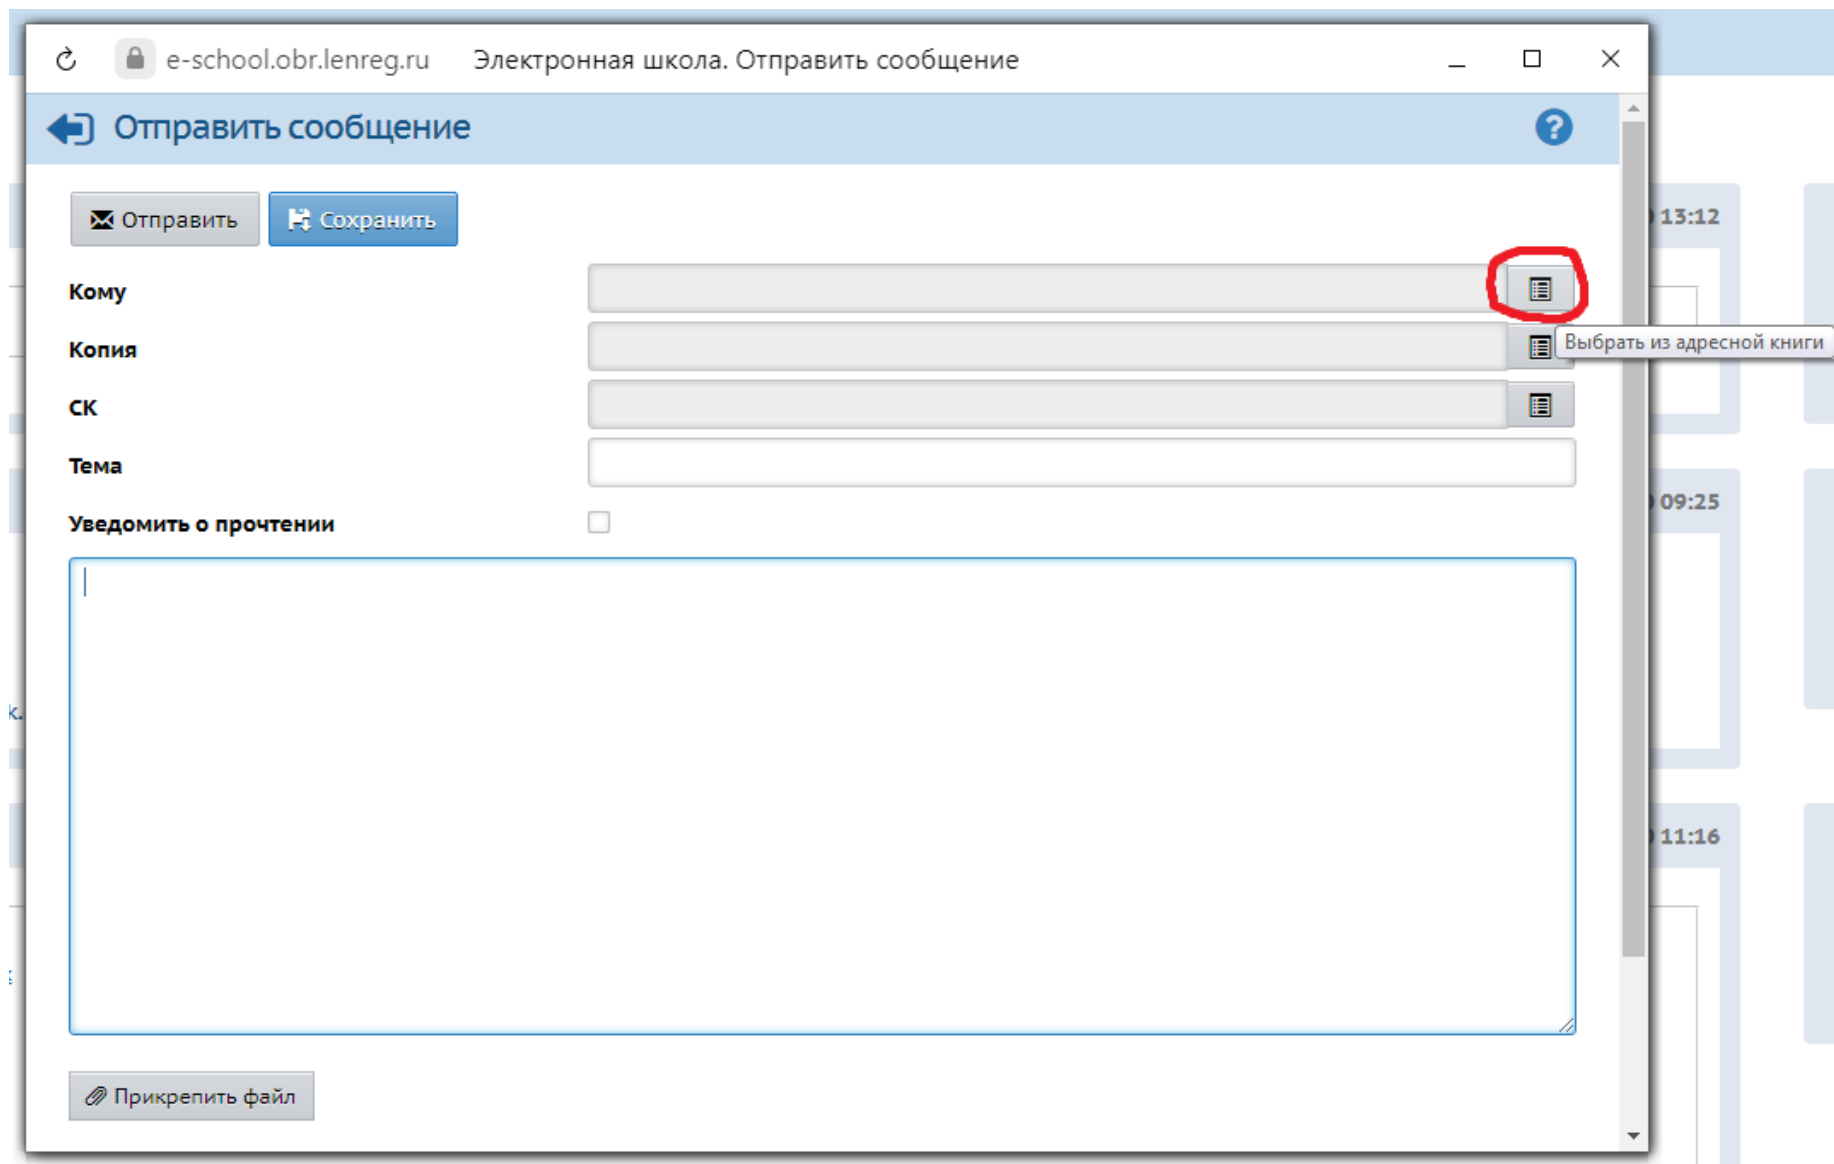 e-school.obr.lenreg.ru Электронная школа. Отправить сообщение
Отправить сообщение
Отправить Сохранить
13:12
Кому
Выбрать из адресной книги
Копия
СК
Тема
09:25
Уведомить о прочтении
k.
11:16
Прикрепить файл